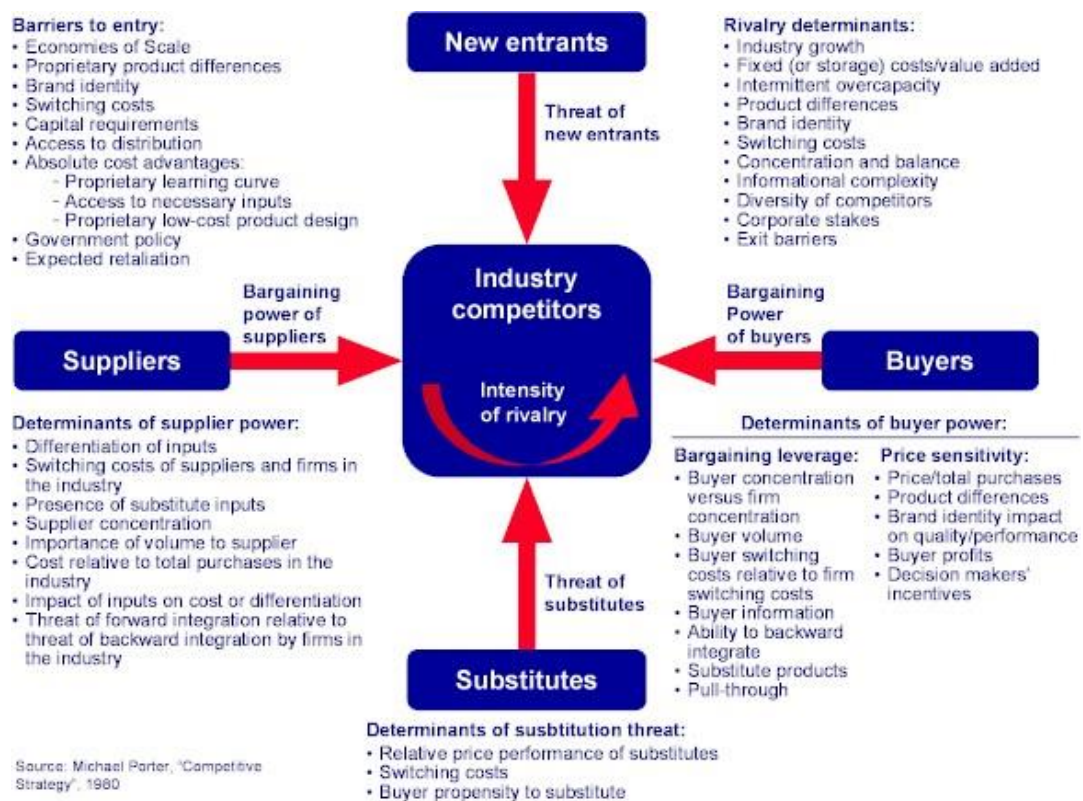 Barriers to entry:
• Economies of Scale
• Proprietary product differences
• Brand identity
• Switching costs
• Capital requirements
• Access to distribution
• Absolute cost advantages:
- Proprietary learning curve
- Access to necessary inputs
- Proprietary low-cost product design
• Government policy
• Expected retaliation
New entrants
Threat of
new entrants
Rivalry determinants:
• Industry growth
• Fixed (or storage) costs/value added
• Intermittent overcapacity
• Product differences
• Brand identity
• Switching costs
• Concentration and balance
• Informational complexity
• Diversity of competitors
• Corporate stakes
• Exit barriers
Suppliers
Bargaining
power of
suppliers
Industry
competitors
Intensity
of rivalry
Bargaining
Power
of buyers
Buyers
Determinants of supplier power:
• Differentiation of inputs
• Switching costs of suppliers and firms in
the industry
• Presence of substitute inputs
• Supplier concentration
• Importance of volume to supplier
• Cost relative to total purchases in the
industry
• Impact of inputs on cost or differentiation
• Threat of forward integration relative to
threat of backward integration by firms in
the industry
Threat of
substitutes
Substitutes
Determinants of buyer power:
Bargaining leverage:
• Buyer concentration
versus firm
concentration
• Buyer volume
• Buyer switching
costs relative to firm
switching costs
• Buyer information
• Ability to backward
integrate
• Substitute products
• Pull-through
Price sensitivity:
• Price/total purchases
• Product differences
• Brand identity impact
on quality/performance
• Buyer profits
• Decision makers'
incentives
Determinants of susbtitution threat:
• Relative price performance of substitutes
• Switching costs
• Buyer propensity to substitute
Source: Michael Porter, "Competitive
Strategy", 1980